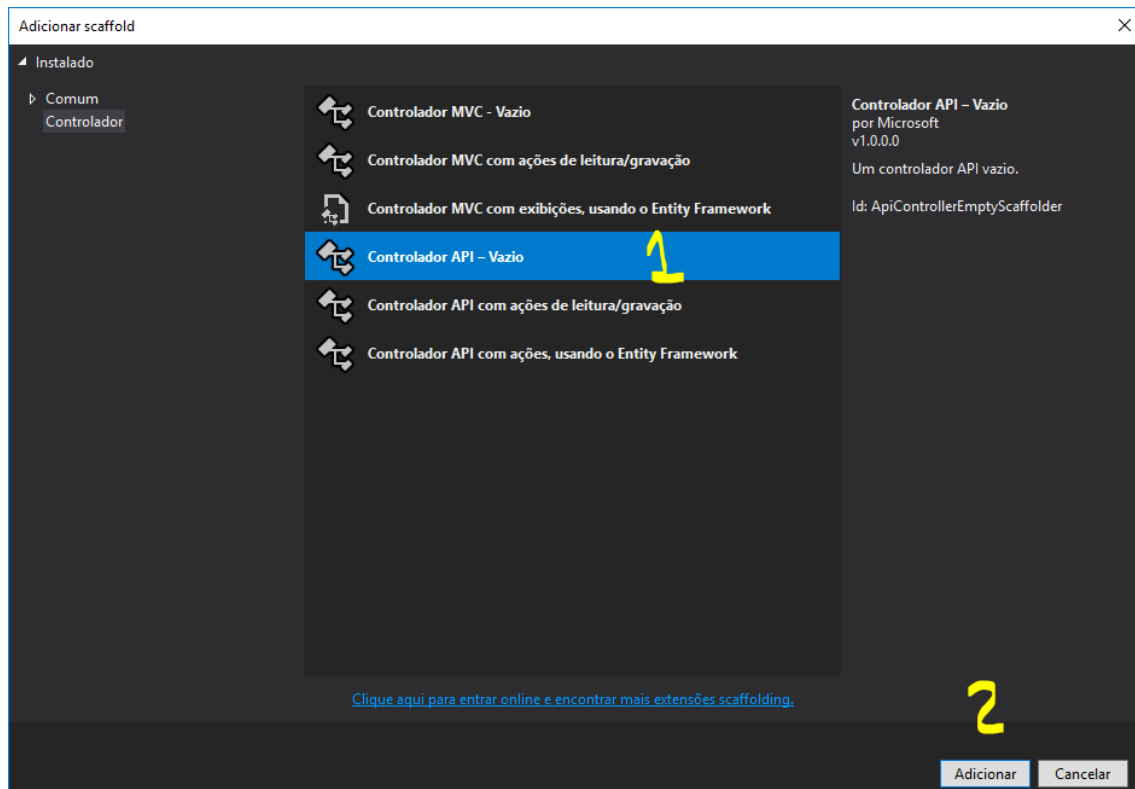 Adicionar scaffold
Instalado
Comum
Controlador
Controlador MVC - Vazio
Controlador MVC com ações de leitura/gravação
Controlador MVC com exibições, usando o Entity Framework
Controlador API – Vazio
1
Controlador API com ações de leitura/gravação
Controlador API com ações, usando o Entity Framework
Controlador API – Vazio
por Microsoft
v1.0.0.0
Um controlador API vazio.
Id: ApiControllerEmptyScaffolder
Clique aqui para entrar online e encontrar mais extensões scaffolding.
2
Adicionar
Cancelar